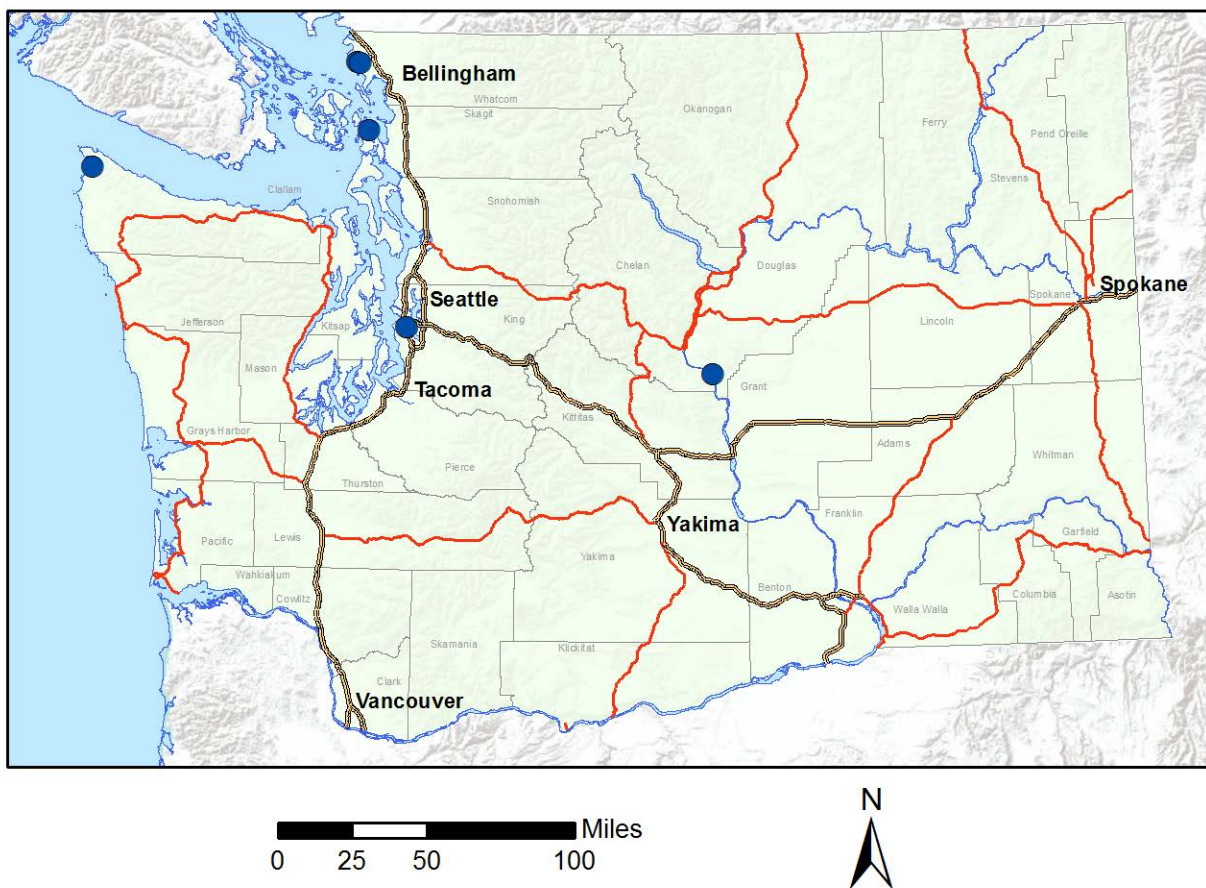 Bellingham
Whatcom
Skagit
Okanogan
Ferry
Pend Oreille
Stevens
Clallam
Snohomish
Chelan
Douglas
Spokane
Spokane
Seattle
King
Lincoln
Jefferson
Kitsap
Mason
Tacoma
Grant
Kittitas
Grays Harbor
Adams
Whitman
Pierce
Thurston
Yakima
Franklin
Garfield
Pacific
Lewis
Yakima
Wahkiakum
Benton
Cowlitz
Walla Walla
Columbia
Asotin
Skamania
Klickitat
Clark
Vancouver
N
Miles
0 25 50 100